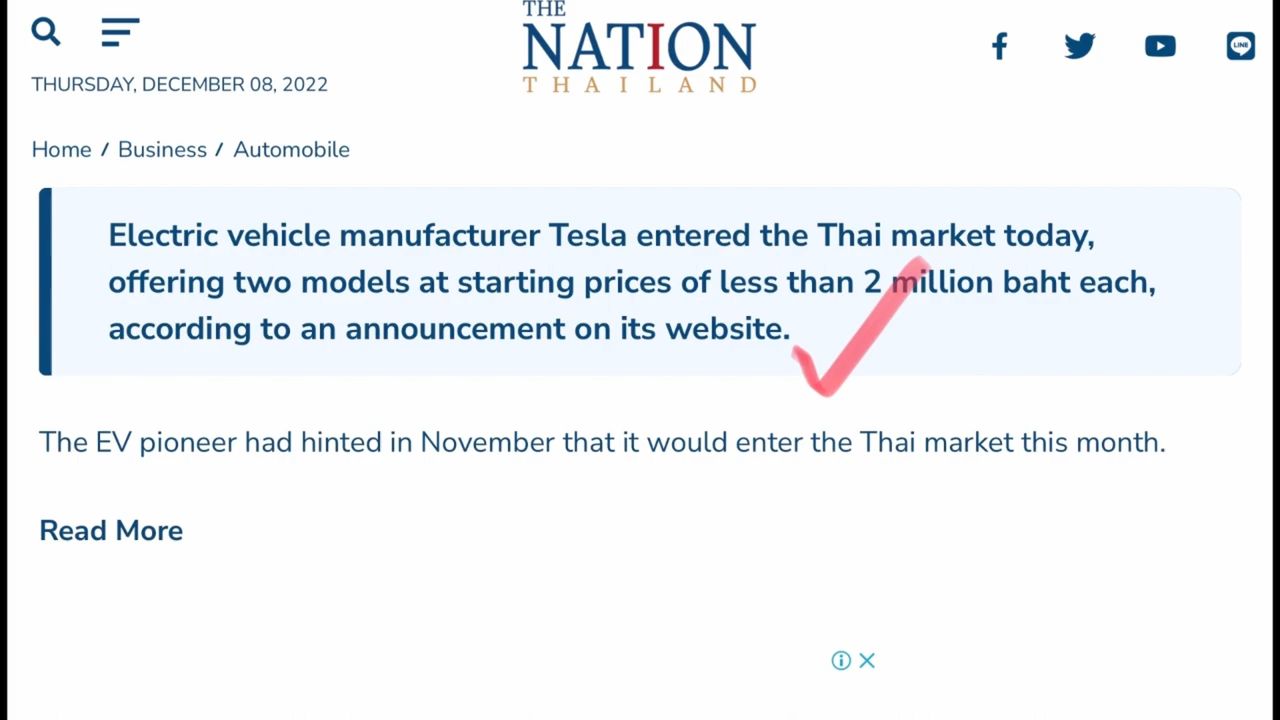 THE
NATION
THAILAND
THURSDAY, DECEMBER 08, 2022
Home / Business / Automobile
Electric vehicle manufacturer Tesla entered the Thai market today,
offering two models at starting prices of less than 2 million baht each,
according to an announcement on its website.
The EV pioneer had hinted in November that it would enter the Thai market this month.
Read More
LINE